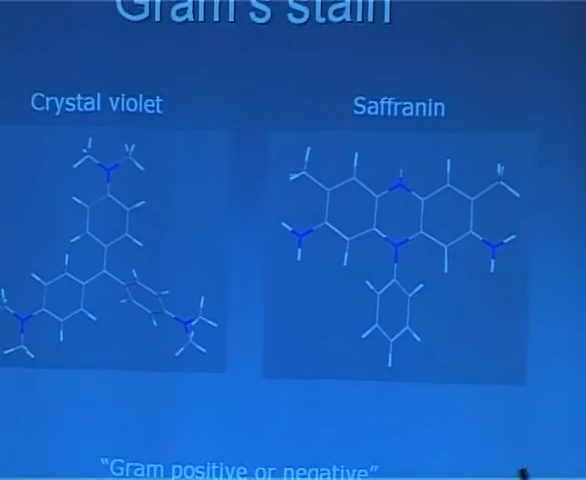 Gram's stain
Crystal violet
Saffranin
"Gram positive or negative"